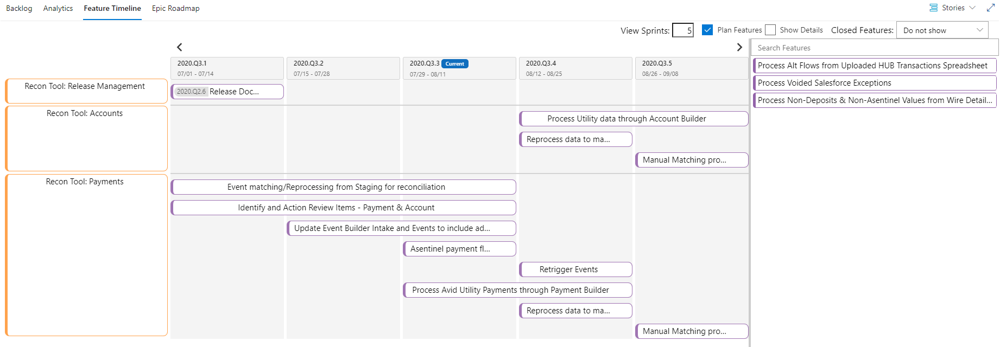 Backlog Analytics Feature Timeline Epic Roadmap Stories
View Sprints: 5 Plan Features Show Details Closed Features: Do not show
Search Features
2020.Q3.1 2020.Q3.2 2020.Q3.3 Current 2020.Q3.4 2020.Q3.5
07/01 - 07/14 07/15 - 07/28 07/29 - 08/11 08/12 - 08/25 08/26 - 09/08
Process Alt Flows from Uploaded HUB Transactions Spreadsheet
Process Voided Salesforce Exceptions
Process Non-Deposits & Non-Asentinel Values from Wire Detail...
Recon Tool: Release Management
2020.Q2.6 Release Doc...
Recon Tool: Accounts
Process Utility data through Account Builder
Reprocess data to ma...
Manual Matching pro...
Recon Tool: Payments
Event matching/Reprocessing from Staging for reconciliation
Identify and Action Review Items - Payment & Account
Update Event Builder Intake and Events to include ad...
Asentinel payment fl...
Retrigger Events
Process Avid Utility Payments through Payment Builder
Reprocess data to ma...
Manual Matching pro...